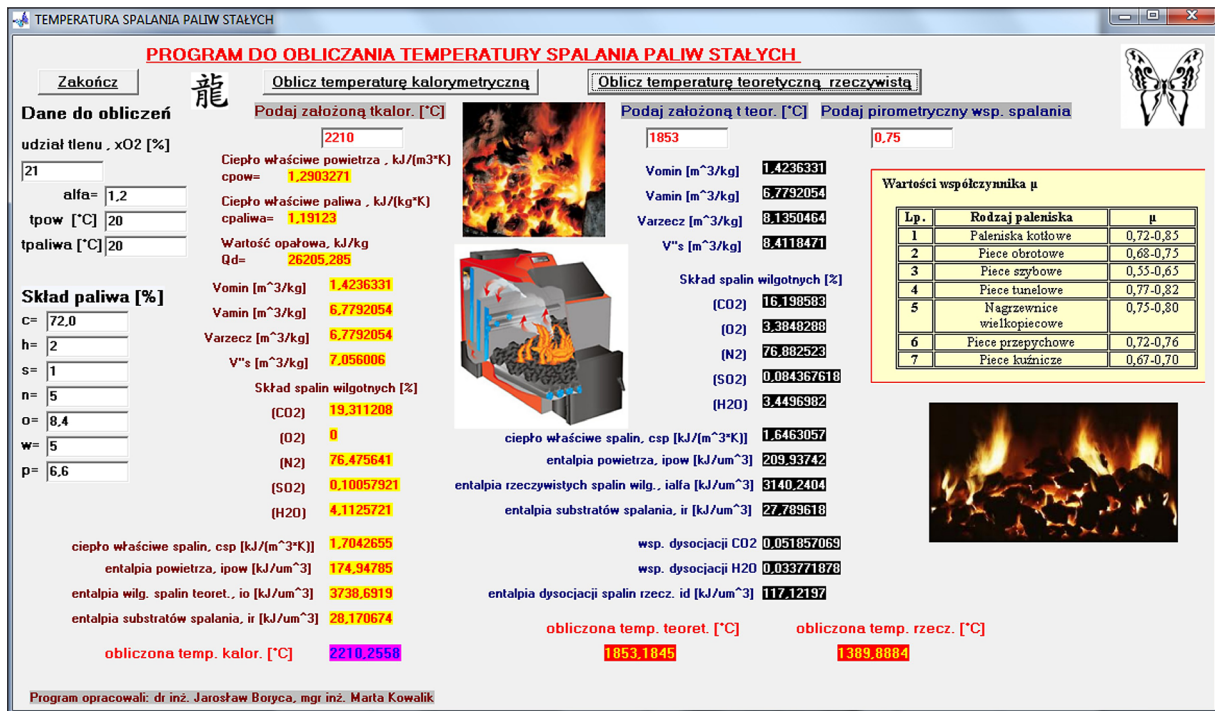 TEMPERATURA SPALANIA PALIW STAŁYCH
PROGRAM DO OBLICZANIA TEMPERATURY SPALANIA PALIW STAŁYCH
Zakończ
龍
Oblicz temperaturę kalorymetryczną
Oblicz temperaturę teoretyczną rzeczywistą
Dane do obliczeń
udział tlenu , xO2 [%]
21
alfa= 1,2
tpow [°C] 20
tpaliwa [°C] 20
Skład paliwa [%]
c= 72,0
h= 2
s= 1
n= 5
o= 8,4
w= 5
p= 6,6
Podaj założoną tkalor. [°C]
2210
Ciepło właściwe powietrza , kJ/(m3*K)
cpow= 1,2903271
Ciepło właściwe paliwa , kJ/(kg*K)
cpaliwa= 1,19123
Wartość opałowa, kJ/kg
Qd= 26205,285
Vomin [m^3/kg] 1,4236331
Vamin [m^3/kg] 6,7792054
Varzecz [m^3/kg] 6,7792054
V"s [m^3/kg] 7,056006
Skład spalin wilgotnych [%]
(CO2) 19,311208
(O2) 0
(N2) 76,475641
(SO2) 0,10057921
(H2O) 4,1125721
ciepło właściwe spalin, csp [kJ/(m^3*K)] 1,7042655
entalpia powietrza, ipow [kJ/um^3] 174,94785
entalpia wilg. spalin teoret., io [kJ/um^3] 3738,6919
entalpia substratów spalania, ir [kJ/um^3] 28,170674
obliczona temp. kalor. [°C] 2210,2558
Podaj założoną t teor. [°C]
1853
Podaj pirometryczny wsp. spalania
0,75
Vomin [m^3/kg] 1,4236331
Vamin [m^3/kg] 6,7792054
Varzecz [m^3/kg] 8,1350464
V"s [m^3/kg] 8,4118471
Skład spalin wilgotnych [%]
(CO2) 16,198583
(O2) 3,3848288
(N2) 76,882523
(SO2) 0,084367618
(H2O) 3,4496982
ciepło właściwe spalin, csp [kJ/(m^3*K)] 1,6463057
entalpia powietrza, ipow [kJ/um^3] 209,93742
entalpia rzeczywistych spalin wilg., ialfa [kJ/um^3] 3140,2404
entalpia substratów spalania, ir [kJ/um^3] 27,789618
wsp. dysocjacji CO2 0,051857069
wsp. dysocjacji H2O 0,033771878
entalpia dysocjacji spalin rzecz. id [kJ/um^3] 117,12197
obliczona temp. teoret. [°C]
1853,1845
obliczona temp. rzecz. [°C]
1389,8884
Wartości współczynnika μ
Lp. Rodzaj paleniska μ
1 Paleniska kotłowe 0,72-0,85
2 Piece obrotowe 0,68-0,75
3 Piece szybowe 0,55-0,65
4 Piece tunelowe 0,77-0,82
5 Nagrzewnice 0,75-0,80
wielkopiecowe
6 Piece przepychowe 0,72-0,76
7 Piece kuźnicze 0,67-0,70
Program opracowali: dr inż. Jarosław Boryca, mgr inż. Marta Kowalik